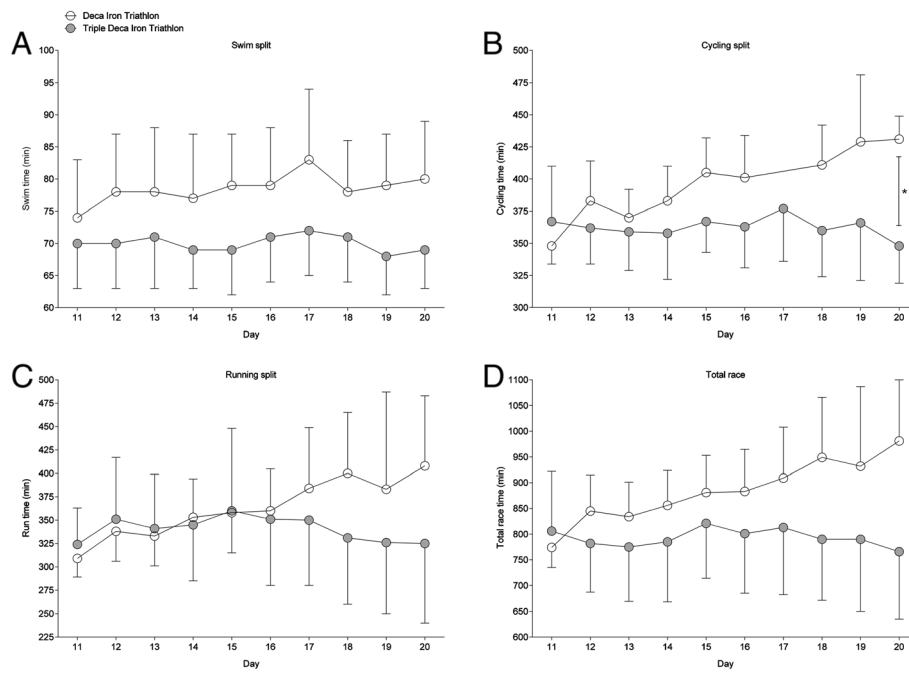 Deca Iron Triathlon
Triple Deca Iron Triathlon
A
Swim split
100
95
90
85
80
75
70
65
60
Swim time (min)
11 12 13 14 15 16 17 18 19 20
Day
B
Cycling split
500
475
450
425
400
375
350
325
300
Cycling time (min)
*
11 12 13 14 15 16 17 18 19 20
Day
C
Running split
500
475
450
425
400
375
350
325
300
275
250
225
Run time (min)
11 12 13 14 15 16 17 18 19 20
Day
D
Total race
1100
1050
1000
950
900
850
800
750
700
650
600
Total race time (min)
11 12 13 14 15 16 17 18 19 20
Day